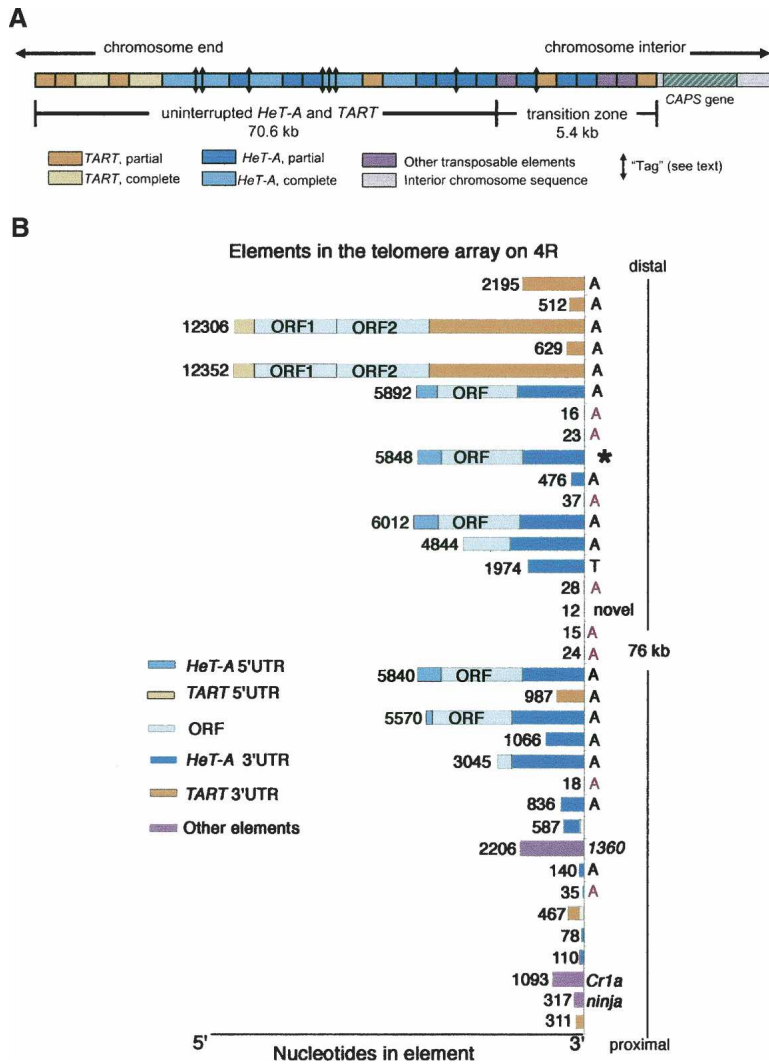 A
chromosome end
chromosome interior
uninterrupted HeT-A and TART
70.6 kb
transition zone
5.4 kb
CAPS gene
TART, partial
HeT-A, partial
Other transposable elements
"Tag" (see text)
TART, complete
HeT-A, complete
Interior chromosome sequence
B
Elements in the telomere array on 4R
distal
2195 A
512 A
12306 ORF1 ORF2 A
629 A
12352 ORF1 ORF2 A
5892 ORF A
16 A
23 A
5848 ORF *
476 A
37 A
6012 ORF A
4844 A
1974 T
28 A
12 novel
15 A
76 kb
24 A
5840 ORF A
987 A
5570 ORF A
1066 A
3045 A
18 A
836 A
587
2206 1360
140 A
35 A
467
78
110
1093 Cr1a
317 ninja
311
HeT-A 5'UTR
TART 5'UTR
ORF
HeT-A 3'UTR
TART 3'UTR
Other elements
5' 3'
proximal
Nucleotides in element